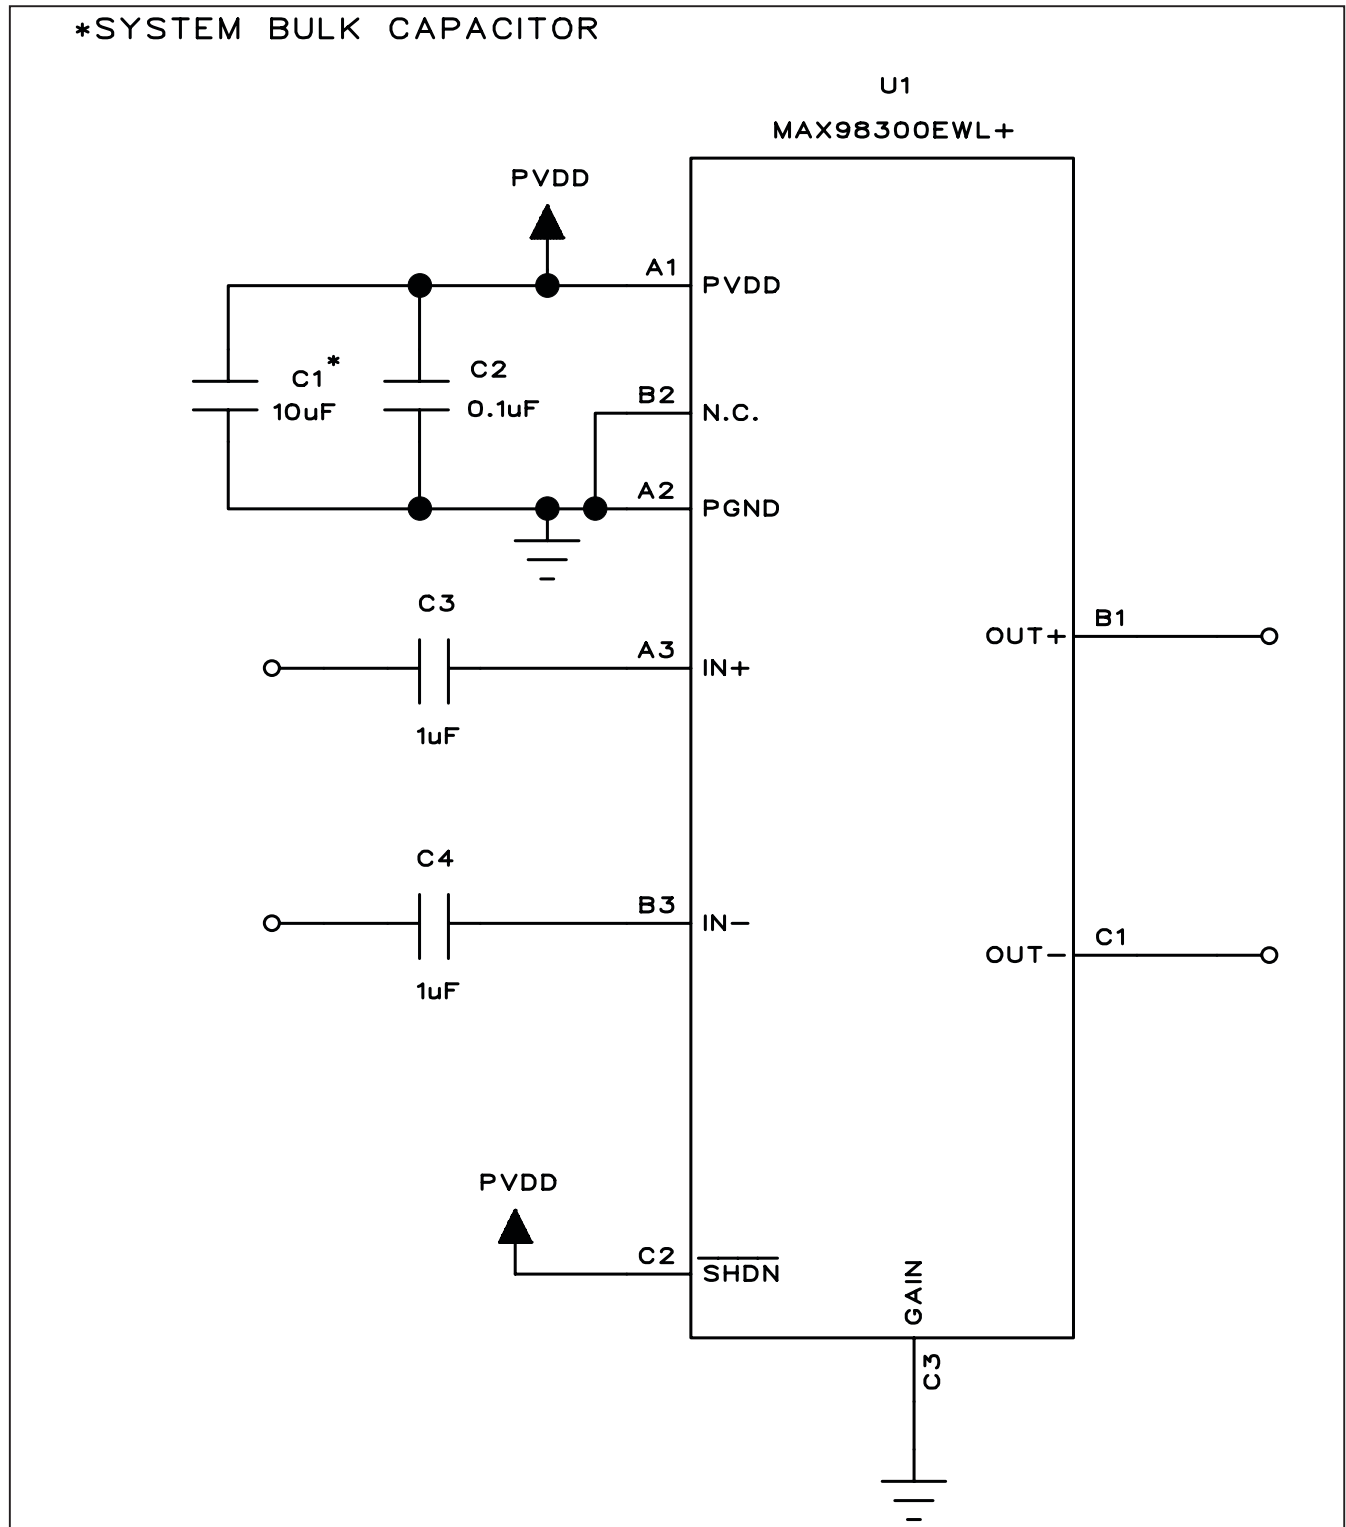 *SYSTEM BULK CAPACITOR
U1
MAX98300EWL+
PVDD
A1
PVDD
C1*
10uF
C2
0.1uF
B2
N.C.
A2
PGND
C3
1uF
A3
IN+
OUT+
B1
C4
1uF
B3
IN-
OUT-
C1
PVDD
C2
SHDN
GAIN
C3